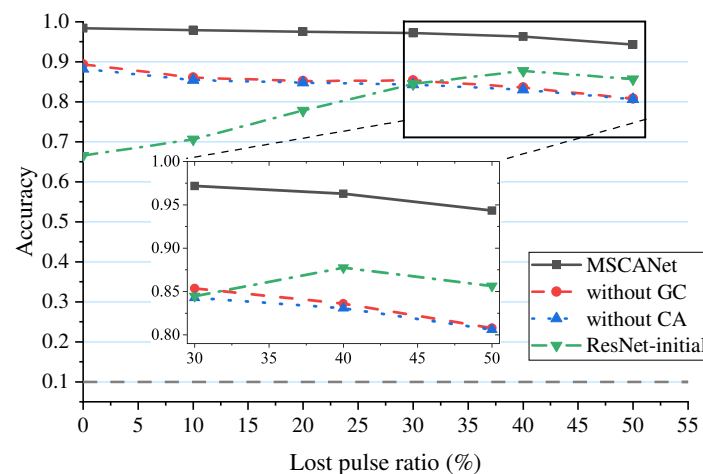 1.0
0.9
0.8
0.7
0.6
0.5
0.4
0.3
0.2
0.1
Accuracy
1.00
0.95
0.90
0.85
0.80
30 35 40 45 50
MSCANet
without GC
without CA
ResNet-initial
0 5 10 15 20 25 30 35 40 45 50 55
Lost pulse ratio (%)